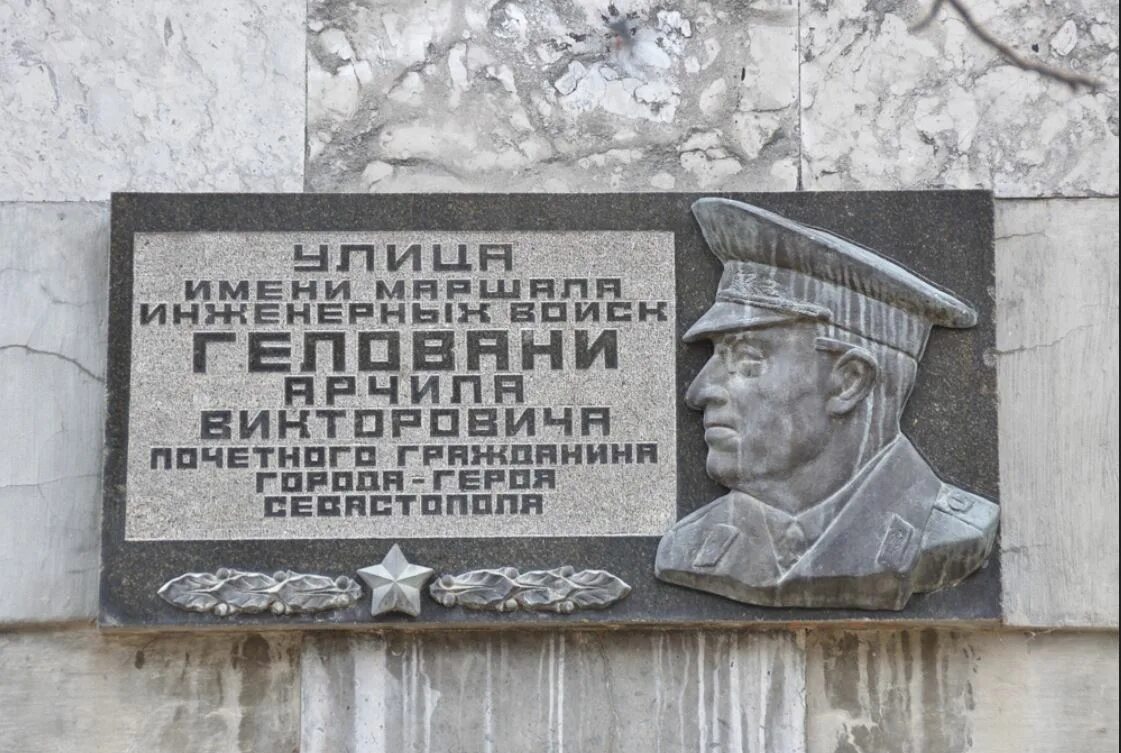 УЛИЦА
ИМЕНИ МАРШАЛА
ИНЖЕНЕРНЫХ ВОЙСК
ГЕЛОВАНИ
АРЧИЛА
ВИКТОРОВИЧА
ПОЧЕТНОГО ГРАЖДАНИНА
ГОРОДА-ГЕРОЯ
СЕВАСТОПОЛЯ